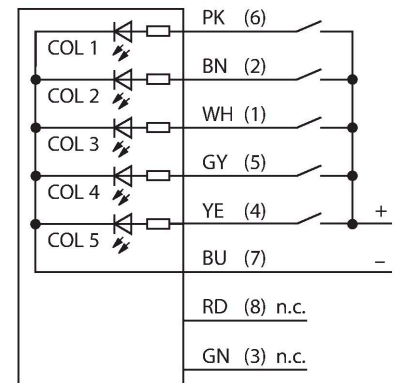 PK (6)
COL 1
BN (2)
COL 2
WH (1)
COL 3
GY (5)
COL 4
YE (4) +
COL 5
BU (7) –
RD (8) n.c.
GN (3) n.c.